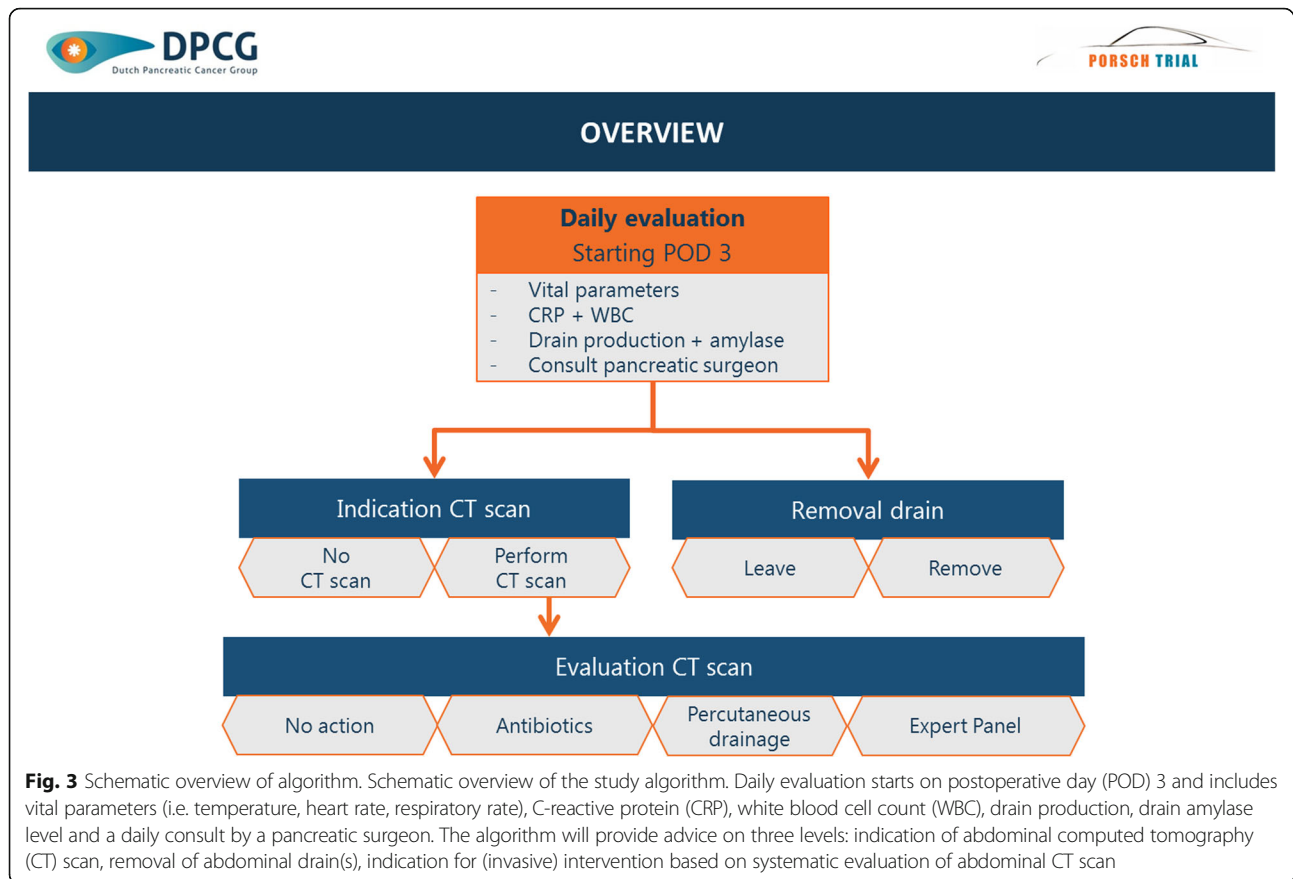 DPCG
Dutch Pancreatic Cancer Group
PORSCH TRIAL
OVERVIEW
Daily evaluation
Starting POD 3
- Vital parameters
- CRP + WBC
- Drain production + amylase
- Consult pancreatic surgeon
Indication CT scan
No
CT scan
Perform
CT scan
Removal drain
Leave
Remove
Evaluation CT scan
No action
Antibiotics
Percutaneous
drainage
Expert Panel
Fig. 3 Schematic overview of algorithm. Schematic overview of the study algorithm. Daily evaluation starts on postoperative day (POD) 3 and includes
vital parameters (i.e. temperature, heart rate, respiratory rate), C-reactive protein (CRP), white blood cell count (WBC), drain production, drain amylase
level and a daily consult by a pancreatic surgeon. The algorithm will provide advice on three levels: indication of abdominal computed tomography
(CT) scan, removal of abdominal drain(s), indication for (invasive) intervention based on systematic evaluation of abdominal CT scan